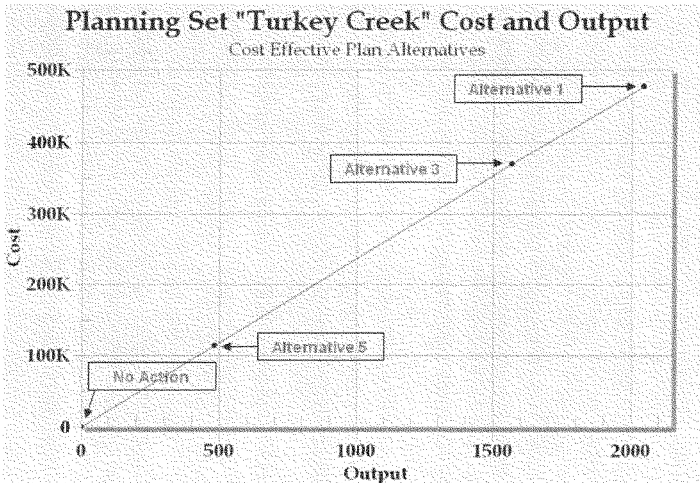 Planning Set "Turkey Creek" Cost and Output
Cost Effective Plan Alternatives
500K
Alternative 1
400K
Alternative 3
300K
Cost
200K
Alternative 5
100K
No Action
0
0 500 1000 1500 2000
Output